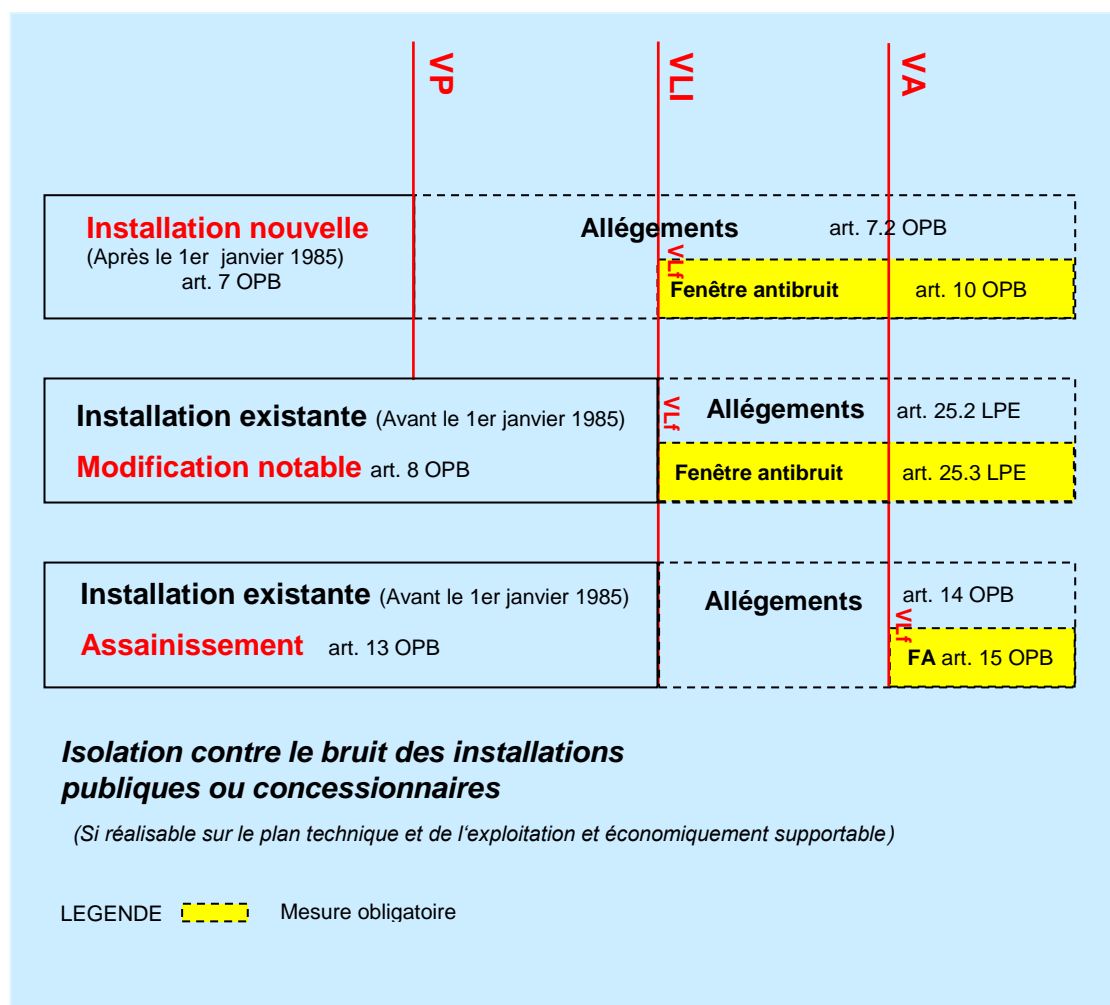 VP
VLI
VA
Installation nouvelle
(Après le 1er janvier 1985)
art. 7 OPB
Allégements art. 7.2 OPB
VLf
Fenêtre antibruit art. 10 OPB
Installation existante (Avant le 1er janvier 1985)
Modification notable art. 8 OPB
VLf
Allégements art. 25.2 LPE
Fenêtre antibruit art. 25.3 LPE
Installation existante (Avant le 1er janvier 1985)
Assainissement art. 13 OPB
Allégements art. 14 OPB
VLf
FA art. 15 OPB
Isolation contre le bruit des installations
publiques ou concessionnaires
(Si réalisable sur le plan technique et de l‘exploitation et économiquement supportable)
LEGENDE Mesure obligatoire